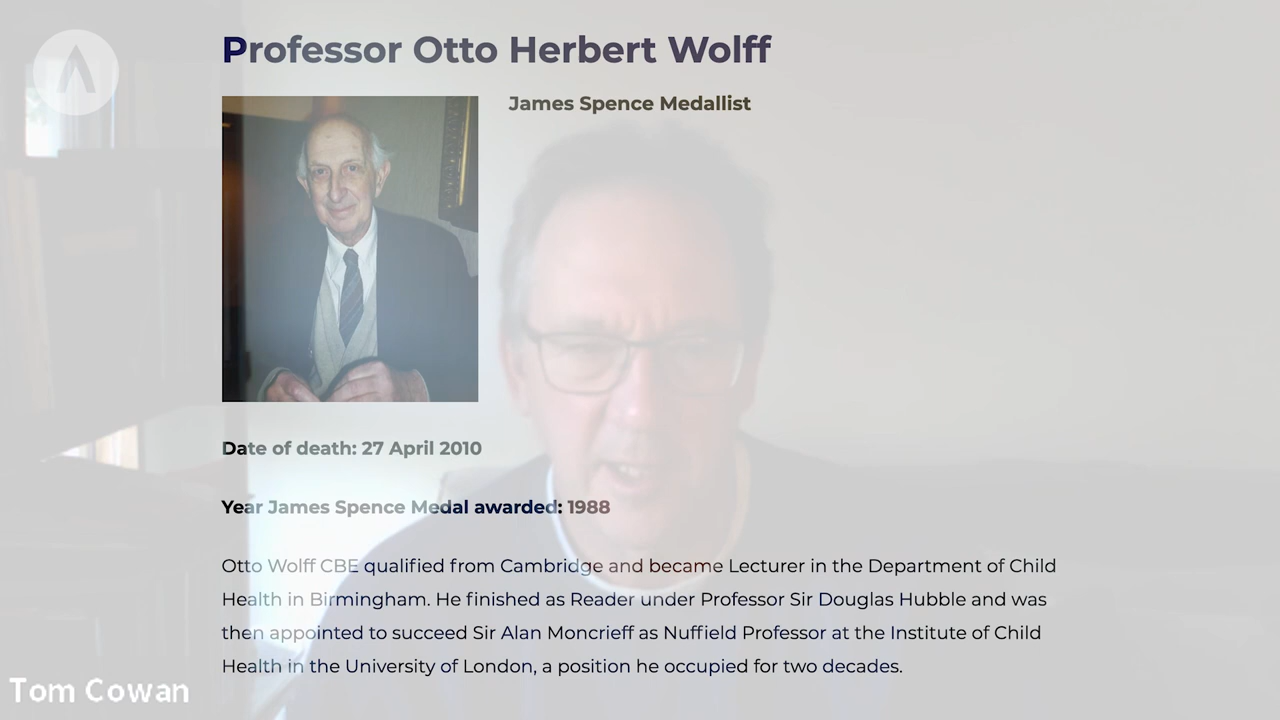 Professor Otto Herbert Wolff
James Spence Medallist
Date of death: 27 April 2010
Year James Spence Medal awarded: 1988
Otto Wolff CBE qualified from Cambridge and became Lecturer in the Department of Child
Health in Birmingham. He finished as Reader under Professor Sir Douglas Hubble and was
then appointed to succeed Sir Alan Moncrieff as Nuffield Professor at the Institute of Child
Health in the University of London, a position he occupied for two decades.
Tom Cowan